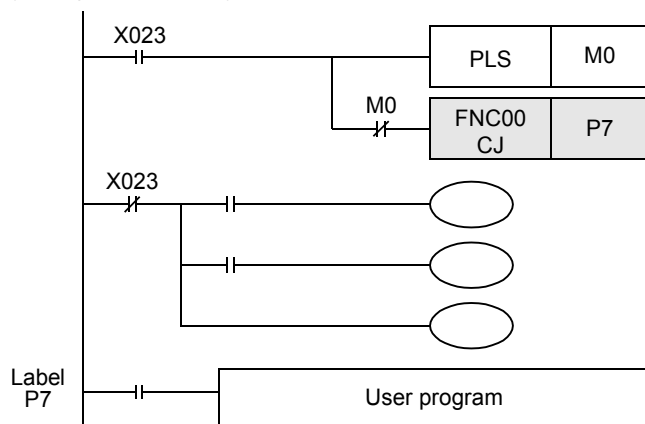 X023
PLS M0
M0
FNC00 CJ P7
X023
Label P7
User program